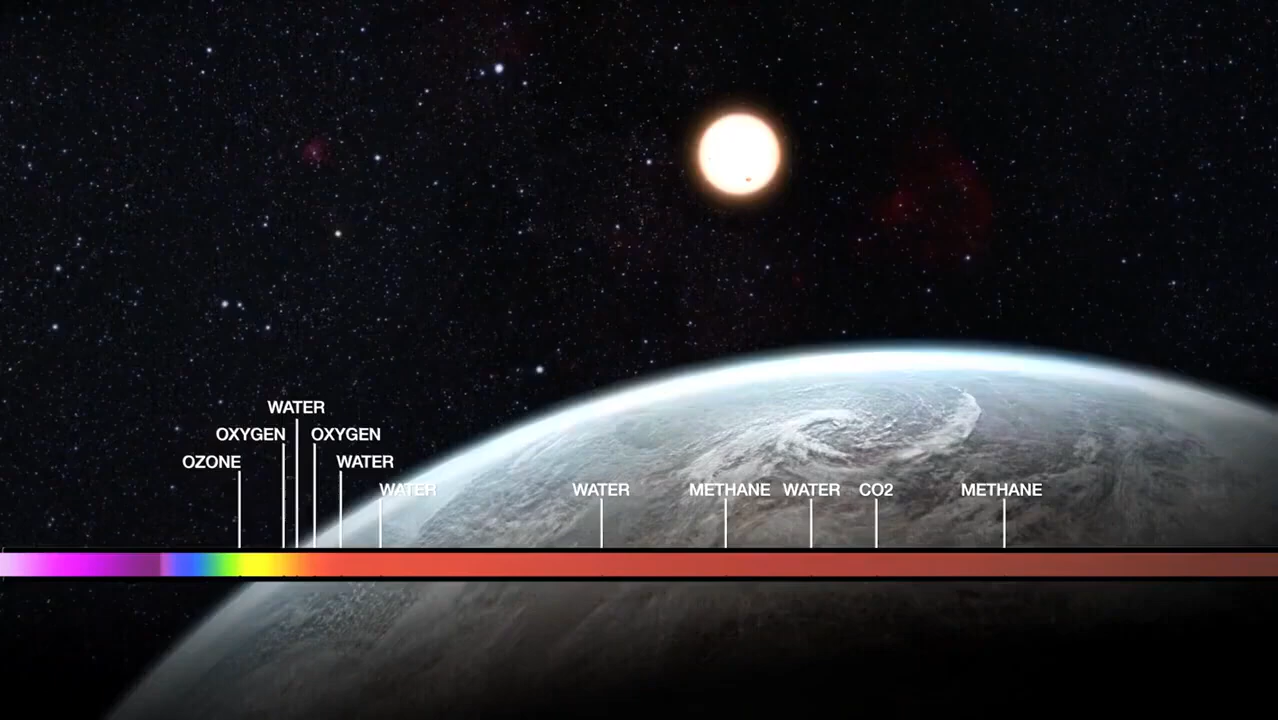 WATER
OXYGEN OXYGEN
OZONE WATER
WATER WATER METHANE WATER CO2 METHANE